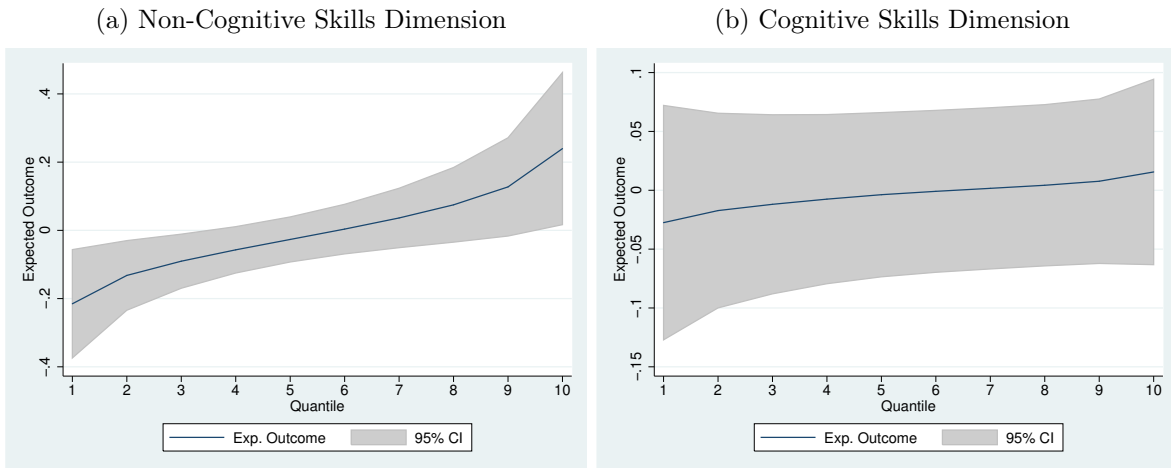 (a) Non-Cognitive Skills Dimension
Expected Outcome
.4
.2
0
-.2
-.4
1 2 3 4 5 6 7 8 9 10
Quantile
Exp. Outcome 95% CI
(b) Cognitive Skills Dimension
Expected Outcome
.1
.05
0
-.05
-.1
-.15
1 2 3 4 5 6 7 8 9 10
Quantile
Exp. Outcome 95% CI